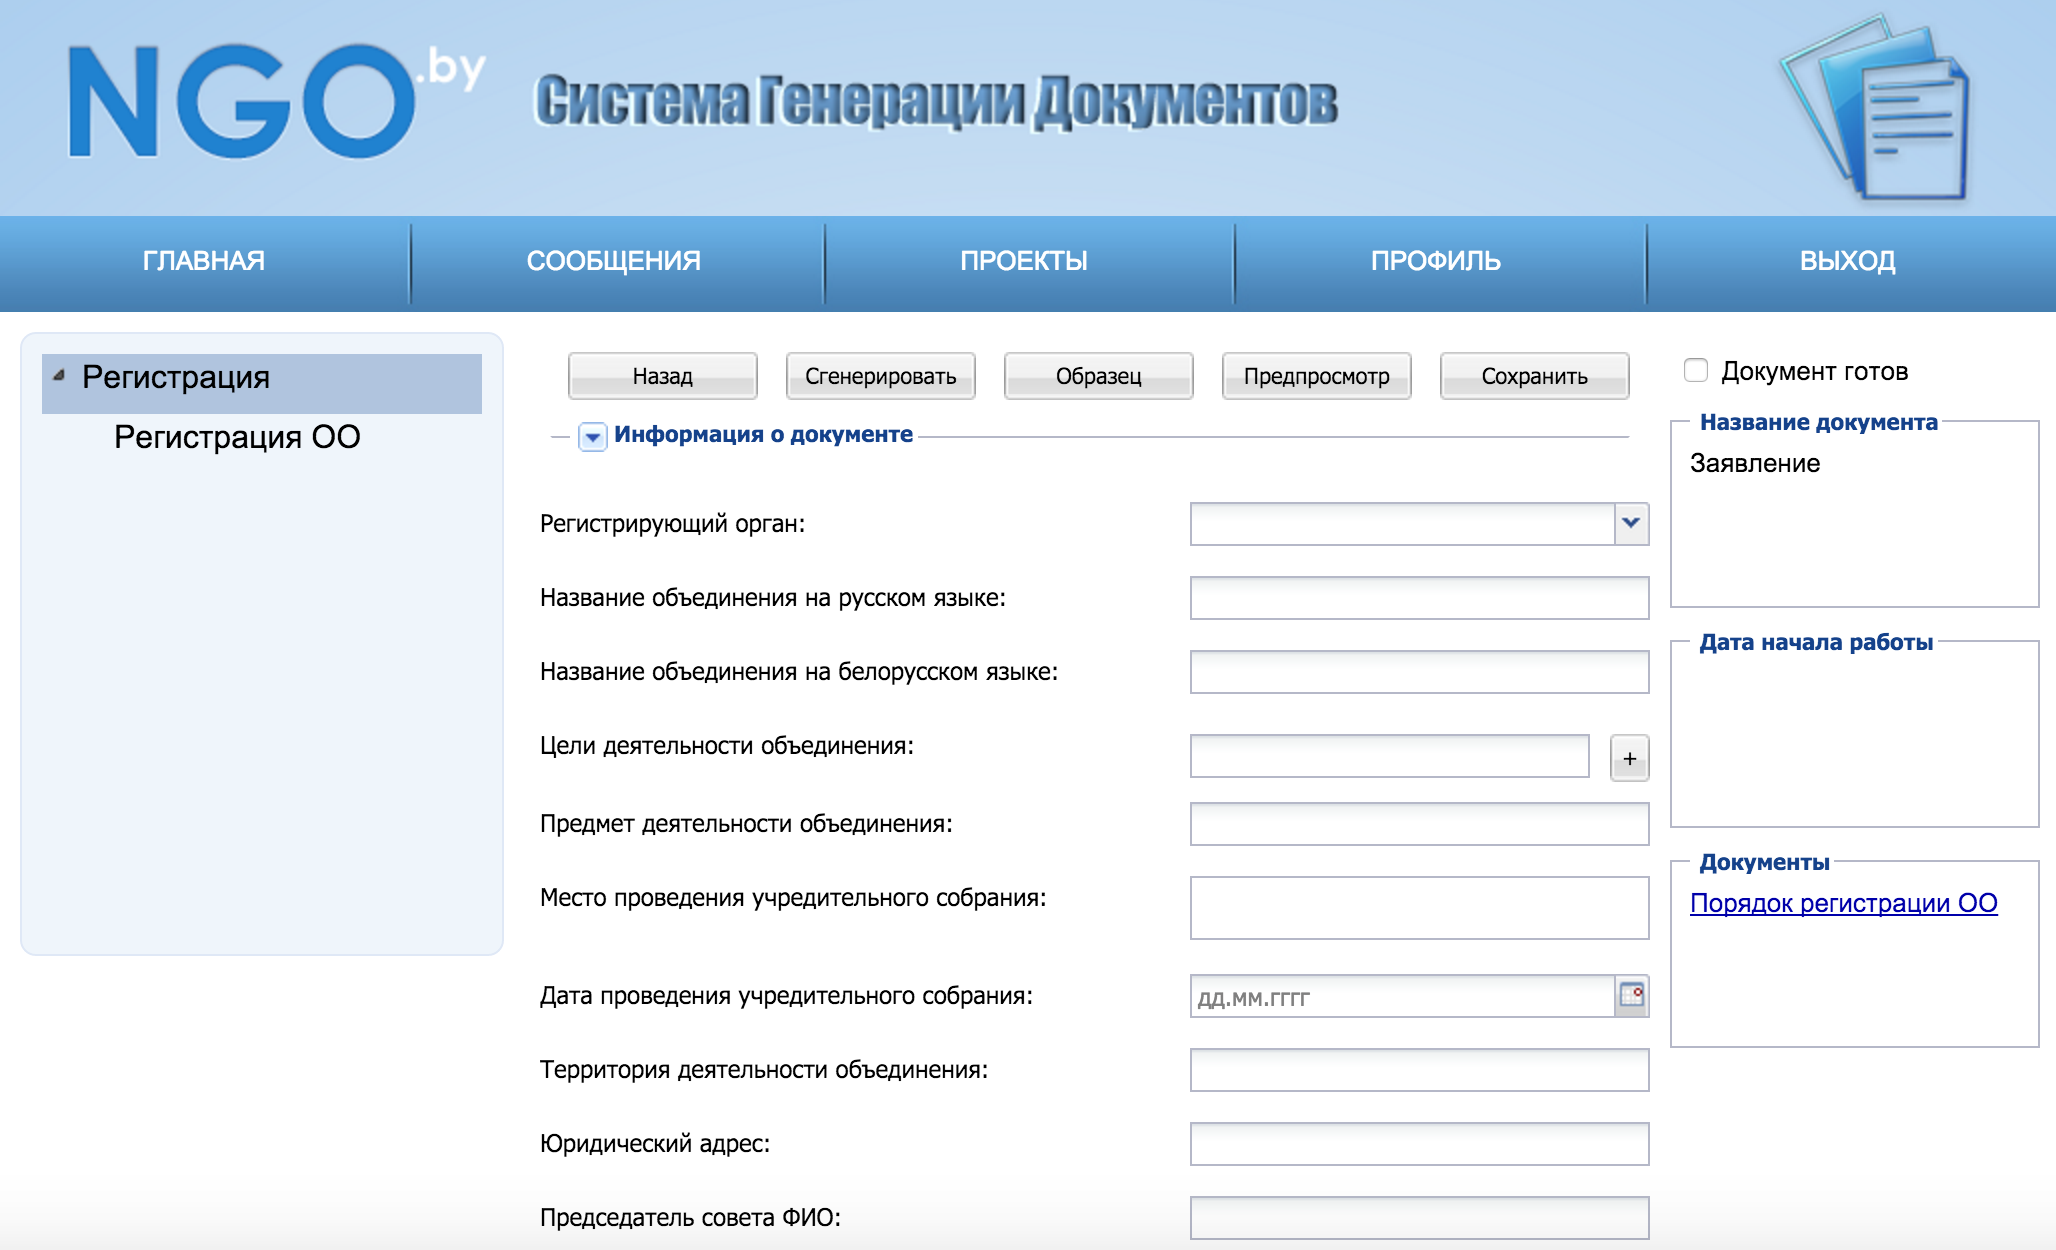 NGO.by
Система Генерации Документов
ГЛАВНАЯ
СООБЩЕНИЯ
ПРОЕКТЫ
ПРОФИЛЬ
ВЫХОД
Регистрация
Регистрация ОО
Назад
Сгенерировать
Образец
Предпросмотр
Сохранить
Информация о документе
Регистрирующий орган:
Название объединения на русском языке:
Название объединения на белорусском языке:
Цели деятельности объединения:
+
Предмет деятельности объединения:
Место проведения учредительного собрания:
Дата проведения учредительного собрания:
дд.мм.гггг
Территория деятельности объединения:
Юридический адрес:
Председатель совета ФИО:
Документ готов
Название документа
Заявление
Дата начала работы
Документы
Порядок регистрации ОО